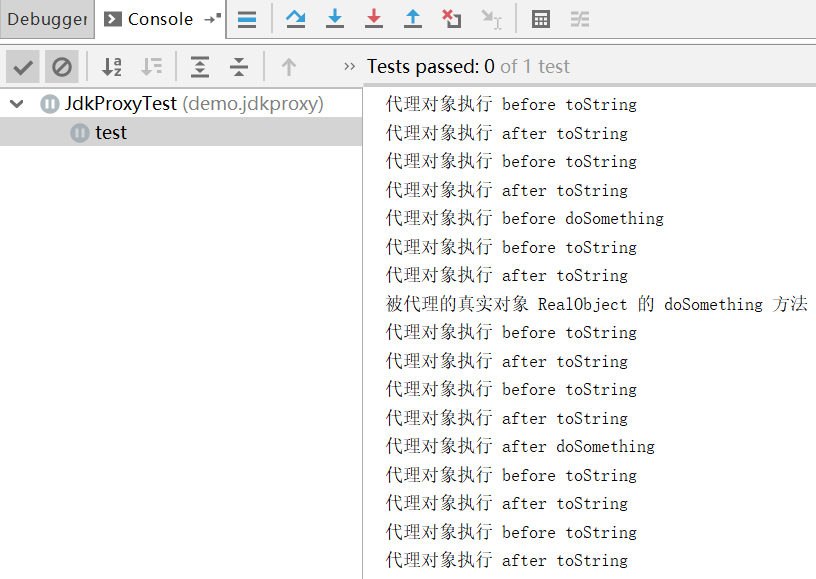 Debugger Console
Tests passed: 0 of 1 test
JdkProxyTest (demo.jdkproxy)
test
代理对象执行 before toString
代理对象执行 after toString
代理对象执行 before toString
代理对象执行 after toString
代理对象执行 before doSomething
代理对象执行 before toString
代理对象执行 after toString
被代理的真实对象 RealObject 的 doSomething 方法
代理对象执行 before toString
代理对象执行 after toString
代理对象执行 before toString
代理对象执行 after toString
代理对象执行 after doSomething
代理对象执行 before toString
代理对象执行 after toString
代理对象执行 before toString
代理对象执行 after toString